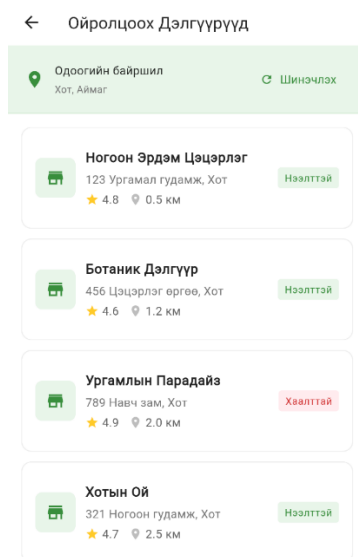 Ойролцоох Дэлгүүрүүд
Одоогийн байршил
Хот, Аймаг
Шинэчлэх
Ногоон Эрдэм Цэцэрлэг
123 Ургамал гудамж, Хот
4.8 0.5 км
Нээлттэй
Ботаник Дэлгүүр
456 Цэцэрлэг өргөө, Хот
4.6 1.2 км
Нээлттэй
Ургамлын Парадайз
789 Навч зам, Хот
4.9 2.0 км
Хаалттай
Хотын Ой
321 Ногоон гудамж, Хот
4.7 2.5 км
Нээлттэй